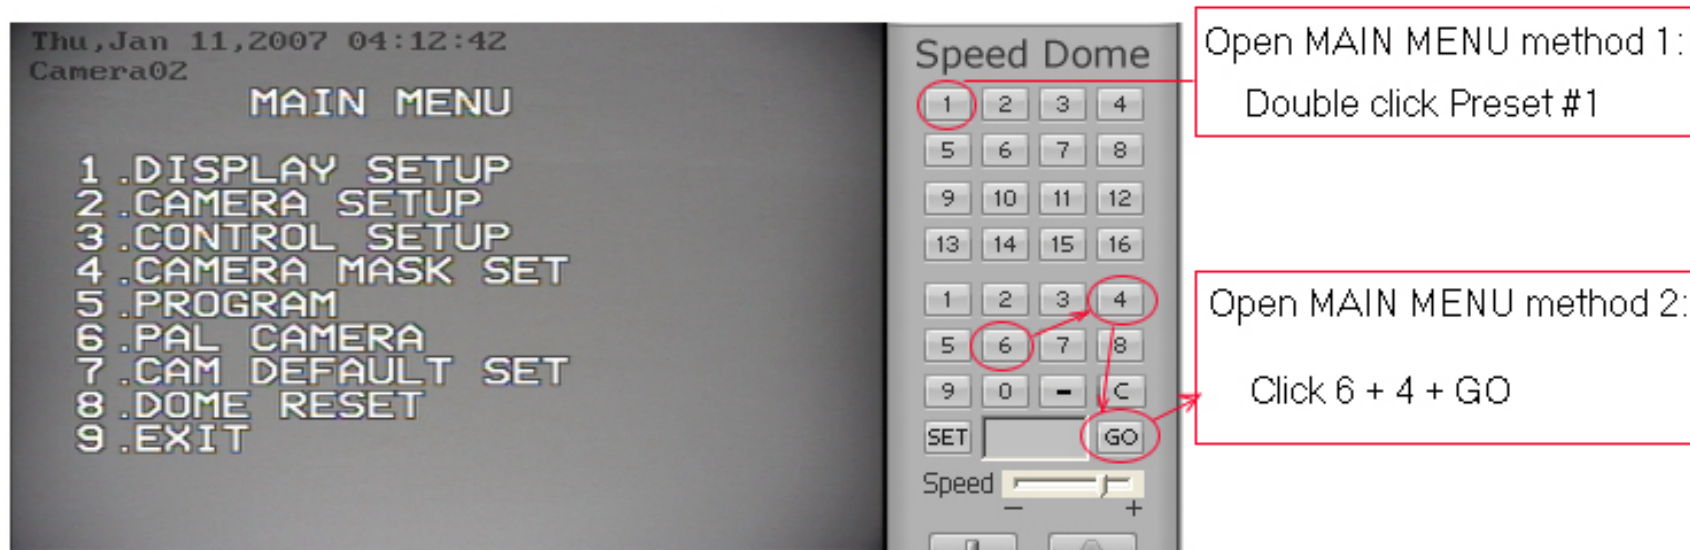 Thu,Jan 11,2007 04:12:42
Camera02
MAIN MENU
1.DISPLAY SETUP
2.CAMERA SETUP
3.CONTROL SETUP
4.CAMERA MASK SET
5.PROGRAM
6.PAL CAMERA
7.CAM DEFAULT SET
8.DOME RESET
9.EXIT
Speed Dome
1 2 3 4
5 6 7 8
9 10 11 12
13 14 15 16
1 2 3 4
5 6 7 8
9 0 - C
SET GO
Speed
- +
Open MAIN MENU method 1:
Double click Preset #1
Open MAIN MENU method 2:
Click 6 + 4 + GO